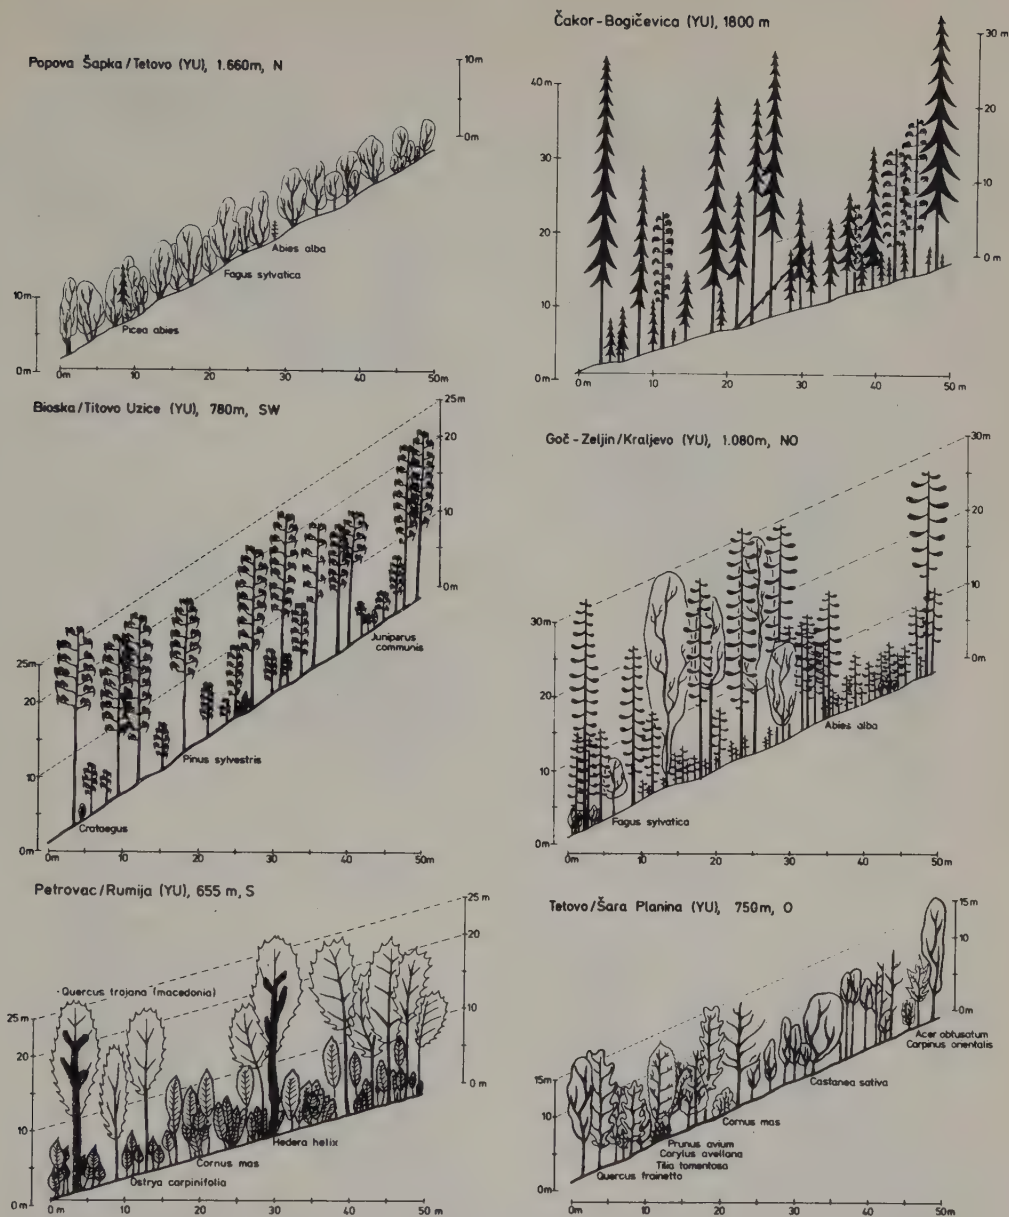 Popova Šapka/Tetovo (YU), 1.660m, N
10m
0m
Abies alba
Fagus sylvatica
Picea abies
10m
0m
0m 10 20 30 40 50m
Čakor-Bogičevica (YU), 1800 m
30 m
20
10
0 m
40m
30
20
10
0m
0m 10 20 30 40 50 m
Bioska/Titovo Uzice (YU), 780m, SW
25m
20
10
0m
25m
20
10
0m
Juniperus
communis
Pinus sylvestris
Crataegus
0m 10 20 30 40 50m
Goč-Zeljin/Kraljevo (YU), 1.080m, NO
30m
20
10
0m
30m
20
10
0m
Abies alba
Fagus sylvatica
0m 10 20 30 40 50m
Petrovac/Rumija (YU), 655 m, S
25 m
20
10
0 m
Quercus trojana (macedonia)
25m
20
10
0m
Hedera helix
Cornus mas
Ostrya carpinifolia
0 m 10 20 30 40 50 m
Tetovo/Šara Planina (YU), 750m, O
15m
10
0m
15m
10
0m
Acer obtusatum
Carpinus orientalis
Castanea sativa
Cornus mas
Prunus avium
Corylus avellana
Tilia tomentosa
Quercus frainetto
0m 10 20 30 40 50m